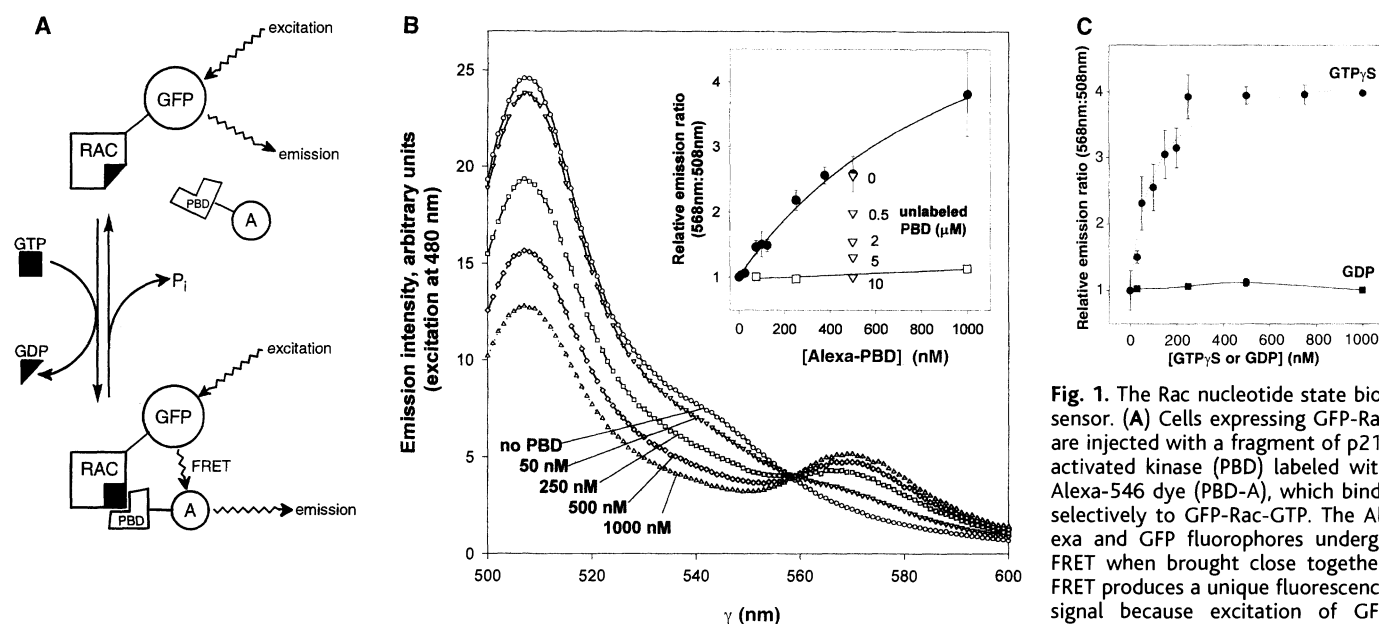 A
excitation
GFP
RAC
emission
PBD
A
GTP
Pi
GDP
excitation
GFP
RAC
FRET
PBD
A
emission
B
Emission intensity, arbitrary units
(excitation at 480 nm)
25
20
15
10
5
0
no PBD
50 nM
250 nM
500 nM
1000 nM
500
520
540
560
580
600
γ (nm)
Relative emission ratio
(568nm:508nm)
4
3
2
1
0
0.5
unlabeled
PBD (μM)
2
5
10
0
200
400
600
800
1000
[Alexa-PBD] (nM)
C
Relative emission ratio (568nm:508nm)
4
3
2
1
GTPγS
GDP
0
200
400
600
800
1000
[GTPγS or GDP] (nM)
Fig. 1. The Rac nucleotide state bio
sensor. (A) Cells expressing GFP-Ra
are injected with a fragment of p21
activated kinase (PBD) labeled wit
Alexa-546 dye (PBD-A), which bind
selectively to GFP-Rac-GTP. The Al
exa and GFP fluorophores underg
FRET when brought close togethe
FRET produces a unique fluorescenc
signal because excitation of GF